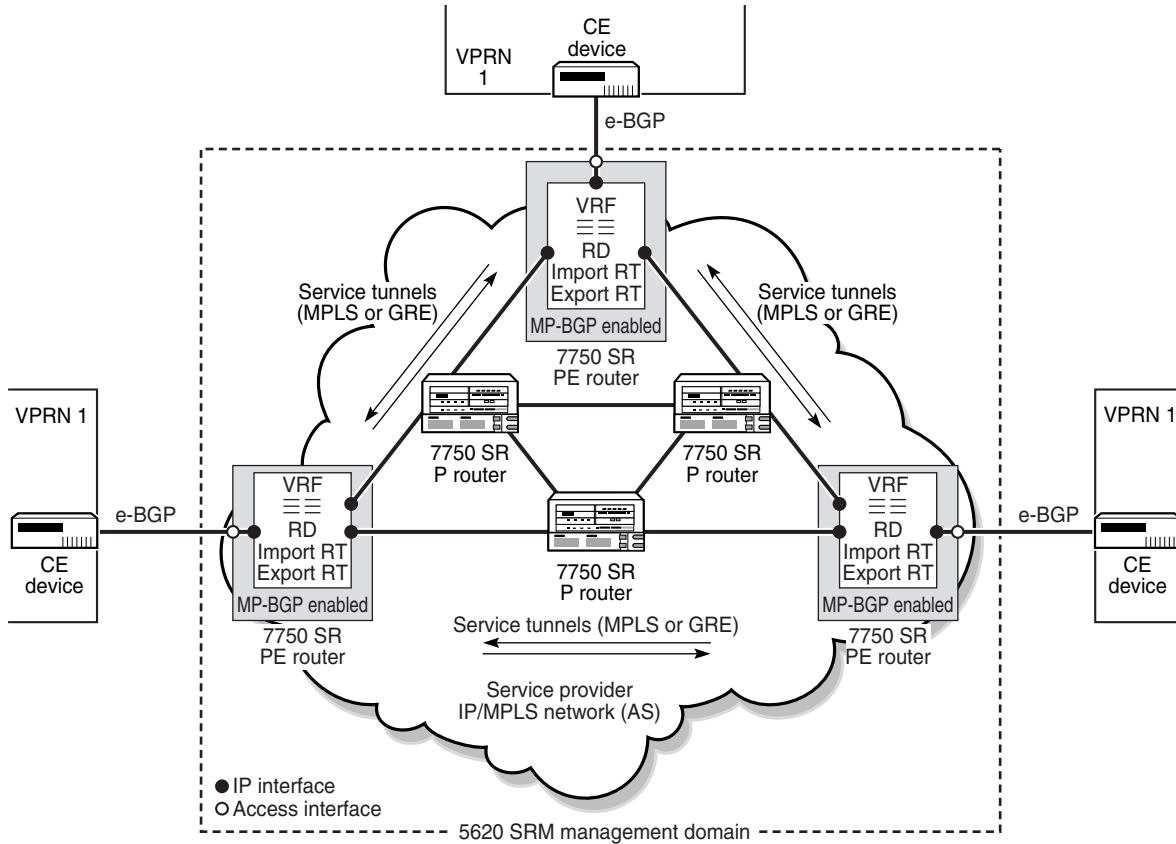 CE
device
VPRN
1
e-BGP
VRF
RD
Import RT
Export RT
MP-BGP enabled
7750 SR
PE router
Service tunnels
(MPLS or GRE)
Service tunnels
(MPLS or GRE)
7750 SR
P router
7750 SR
P router
VPRN 1
CE
device
e-BGP
VRF
RD
Import RT
Export RT
MP-BGP enabled
7750 SR
PE router
7750 SR
P router
VRF
RD
Import RT
Export RT
MP-BGP enabled
7750 SR
PE router
e-BGP
VPRN 1
CE
device
Service tunnels (MPLS or GRE)
Service provider
IP/MPLS network (AS)
IP interface
Access interface
5620 SRM management domain